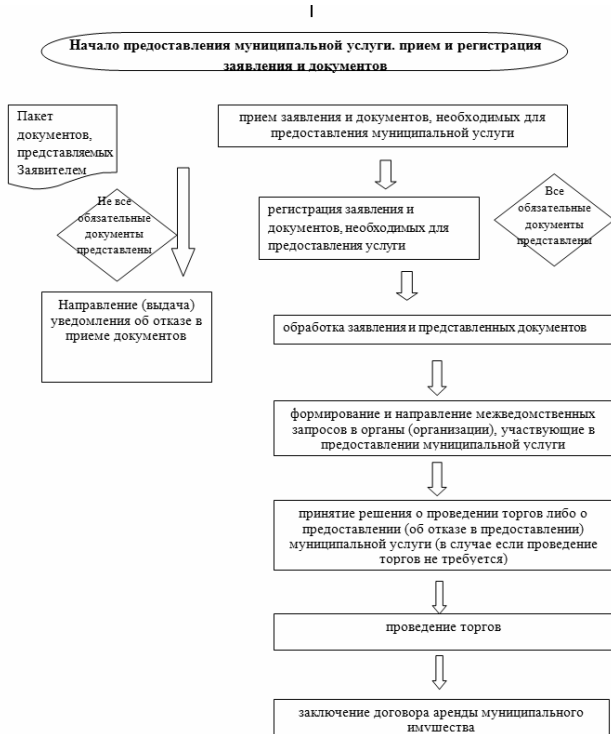 Начало предоставления муниципальной услуги. прием и регистрация
заявления и документов
Пакет
документов,
представляемых
Заявителем
прием заявления и документов, необходимых для
предоставления муниципальной услуги
Не все
обязательные
документы
представлены
регистрация заявления и
документов, необходимых для
предоставления услуги
Все
обязательные
документы
представлены
Направление (выдача)
уведомления об отказе в
приеме документов
обработка заявления и представленных документов
формирование и направление межведомственных
запросов в органы (организации), участвующие в
предоставлении муниципальной услуги
принятие решения о проведении торгов либо о
предоставлении (об отказе в предоставлении)
муниципальной услуги (в случае если проведение
торгов не требуется)
проведение торгов
заключение договора аренды муниципального
имущества